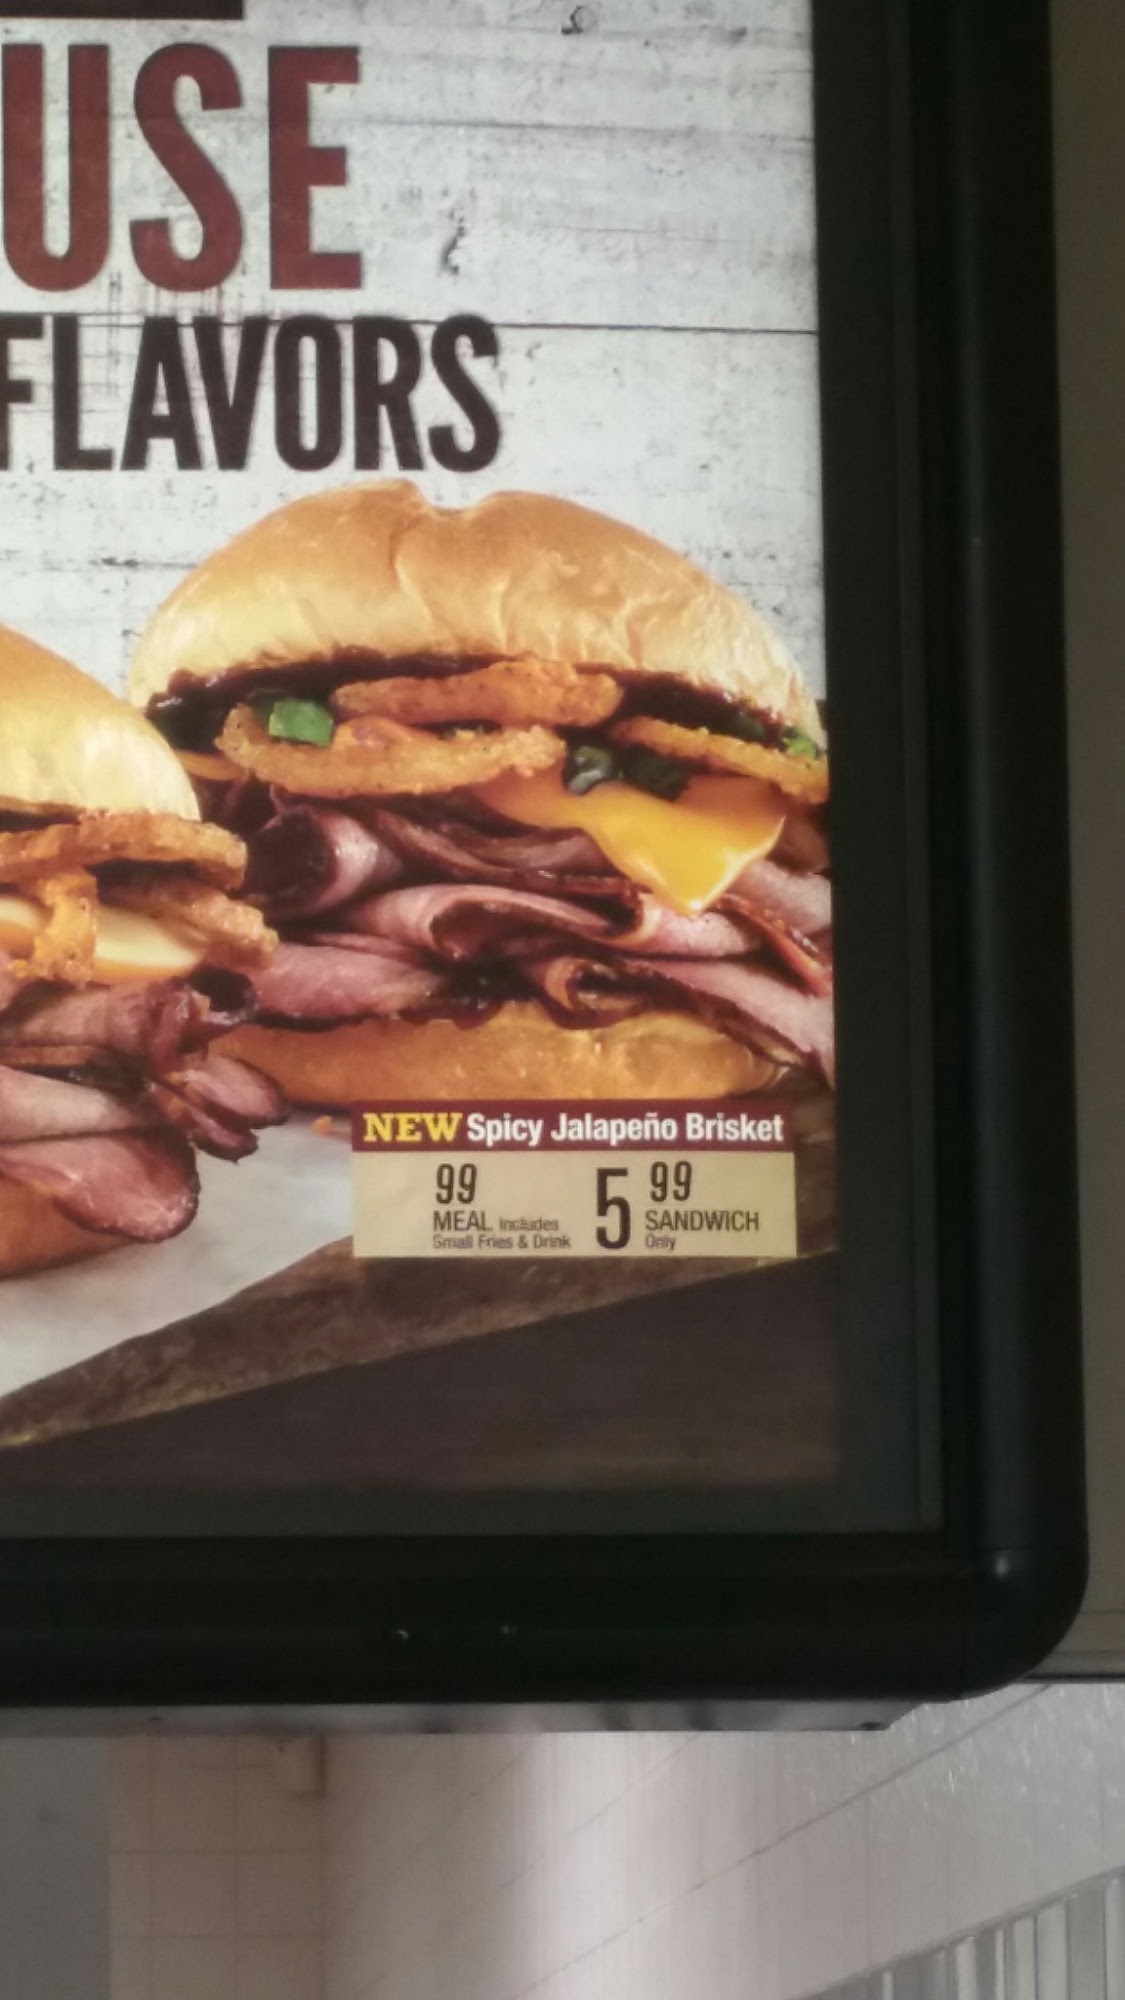 USE
FLAVORS
NEW Spicy Jalapeño Brisket
99 5 99
MEAL Includes SANDWICH
Small Fries & Drink Only